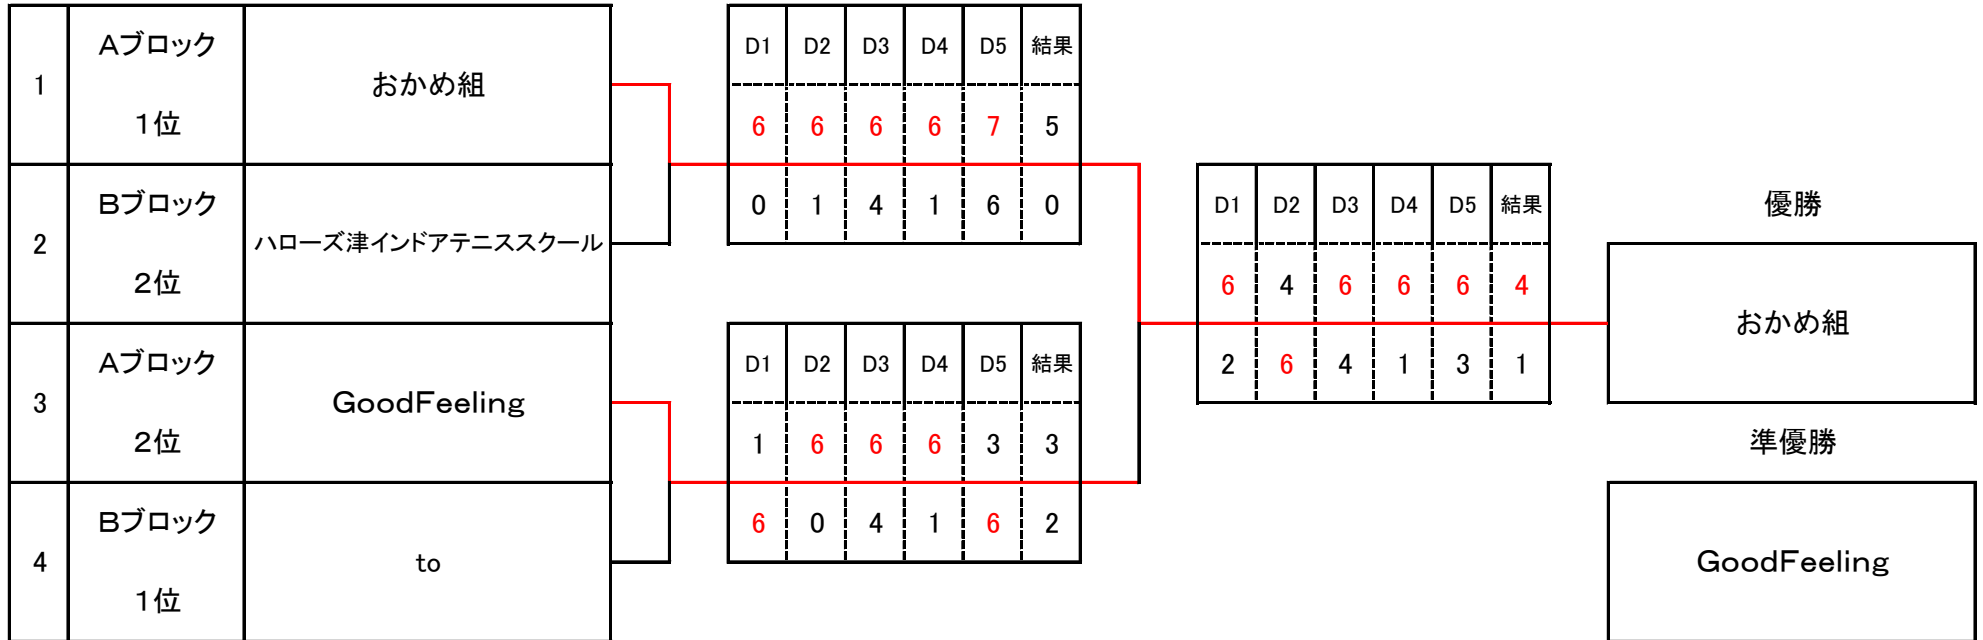 1 Aブロック 1位 おかめ組
2 Bブロック 2位 ハローズ津インドアテニススクール
3 Aブロック 2位 GoodFeeling
4 Bブロック 1位 to
D1 D2 D3 D4 D5 結果
6 6 6 6 7 5
0 1 4 1 6 0
D1 D2 D3 D4 D5 結果
1 6 6 6 3 3
6 0 4 1 6 2
D1 D2 D3 D4 D5 結果
6 4 6 6 6 4
2 6 4 1 3 1
優勝
おかめ組
準優勝
GoodFeeling